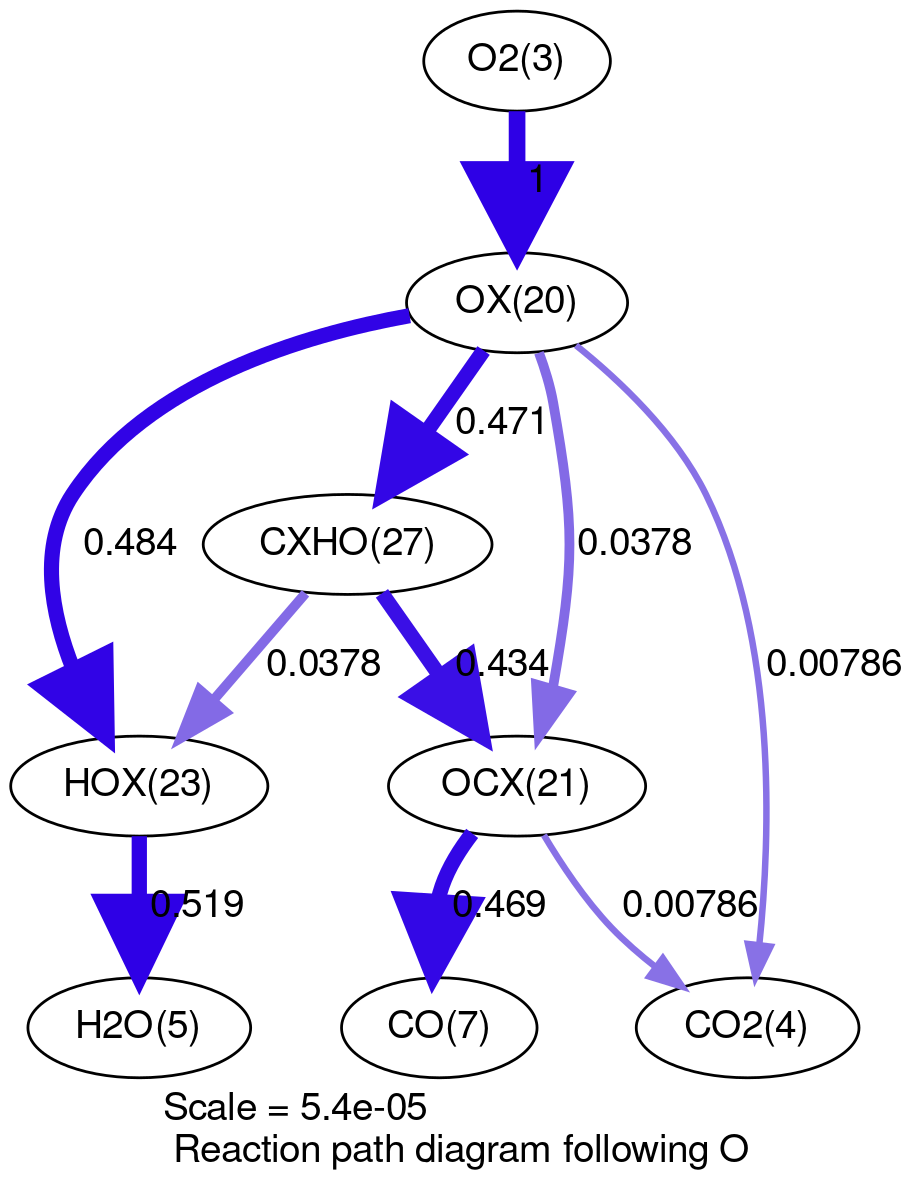 O2(3)
1
OX(20)
0.471
0.484
CXHO(27)
0.0378
0.0378
0.434
0.00786
HOX(23)
OCX(21)
0.519
0.469
0.00786
H2O(5)
CO(7)
CO2(4)
Scale = 5.4e-05
Reaction path diagram following O